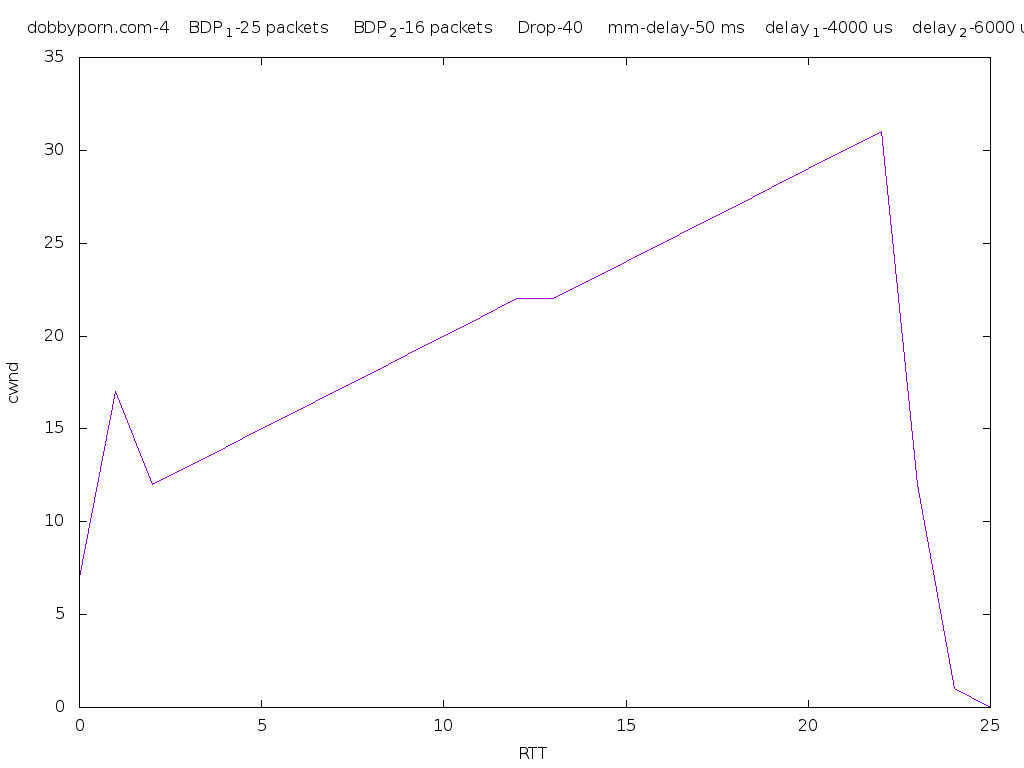 dobbyporn.com-4 BDP1-25 packets BDP2-16 packets Drop-40 mm-delay-50 ms delay1-4000 us delay2-6000 u
35
30
25
20
15
10
5
0
cwnd
0 5 10 15 20 25
RTT